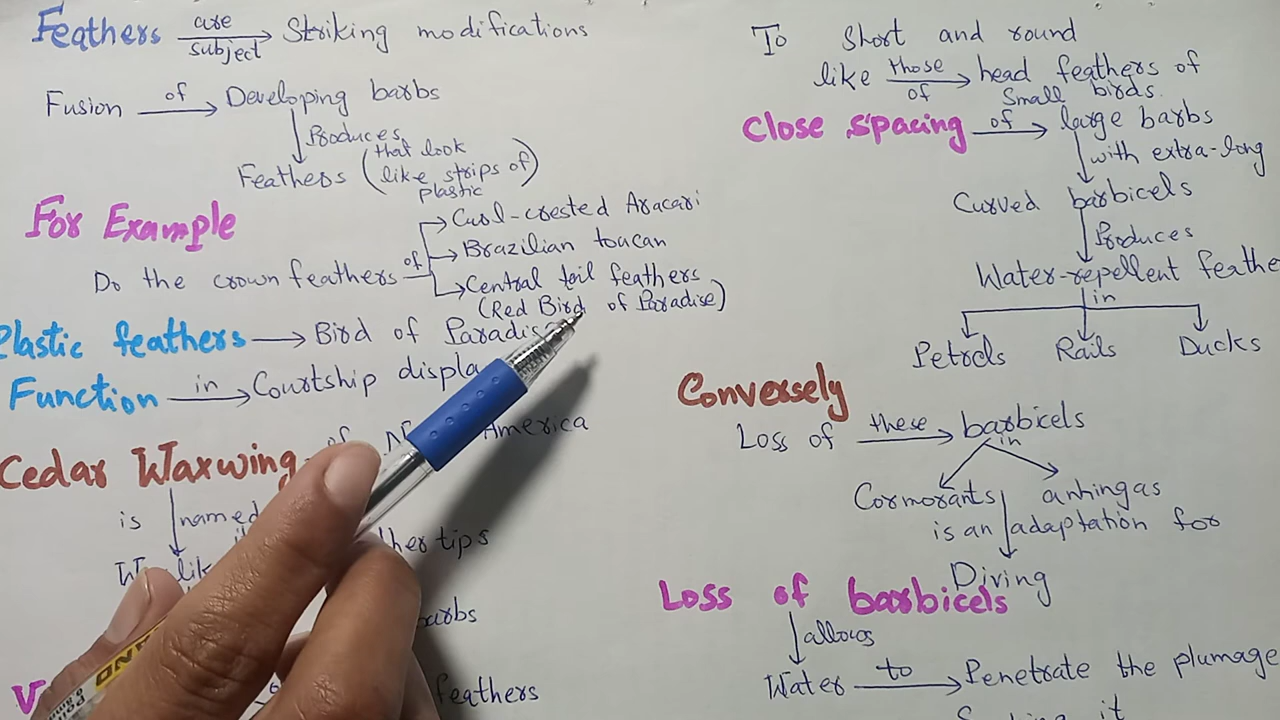 Feathers are subject → Striking modifications
Fusion of → Developing barbs
Produces
Feathers (that look like strips of plastic)
For Example
Do the crown feathers of → Curl-crested Aracari
→ Brazilian toucan
→ Central tail feathers
(Red Bird of Paradise)
Plastic feathers → Bird of Paradis
Function in → Courtship displa
Cedar Waxwing of N America
is named
ther tips
arbs
feathers
To short and round
like those of → head feathers of
small birds.
Close spacing of → large barbs
with extra-long
Curved barbicels
Produces
Water-repellent feathe
in
Petrels Rails Ducks
Conversely
Loss of these → barbicels
in
Cormorants anhingas
is an adaptation for
Diving
Loss of barbicels
allows
Water to → Penetrate the plumage
it